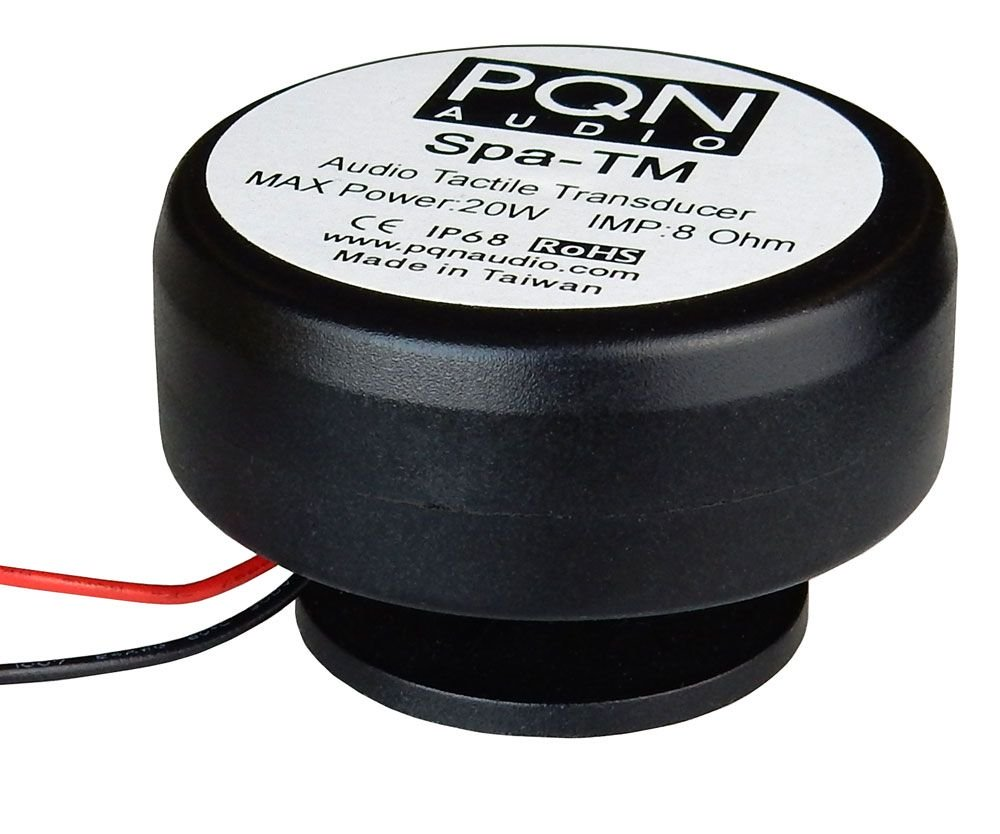 PQN
AUDIO
Spa-TM
Audio Tactile Transducer
MAX Power:20W IMP:8 Ohm
CE IP68 RoHS
www.pqnaudio.com
Made in Taiwan